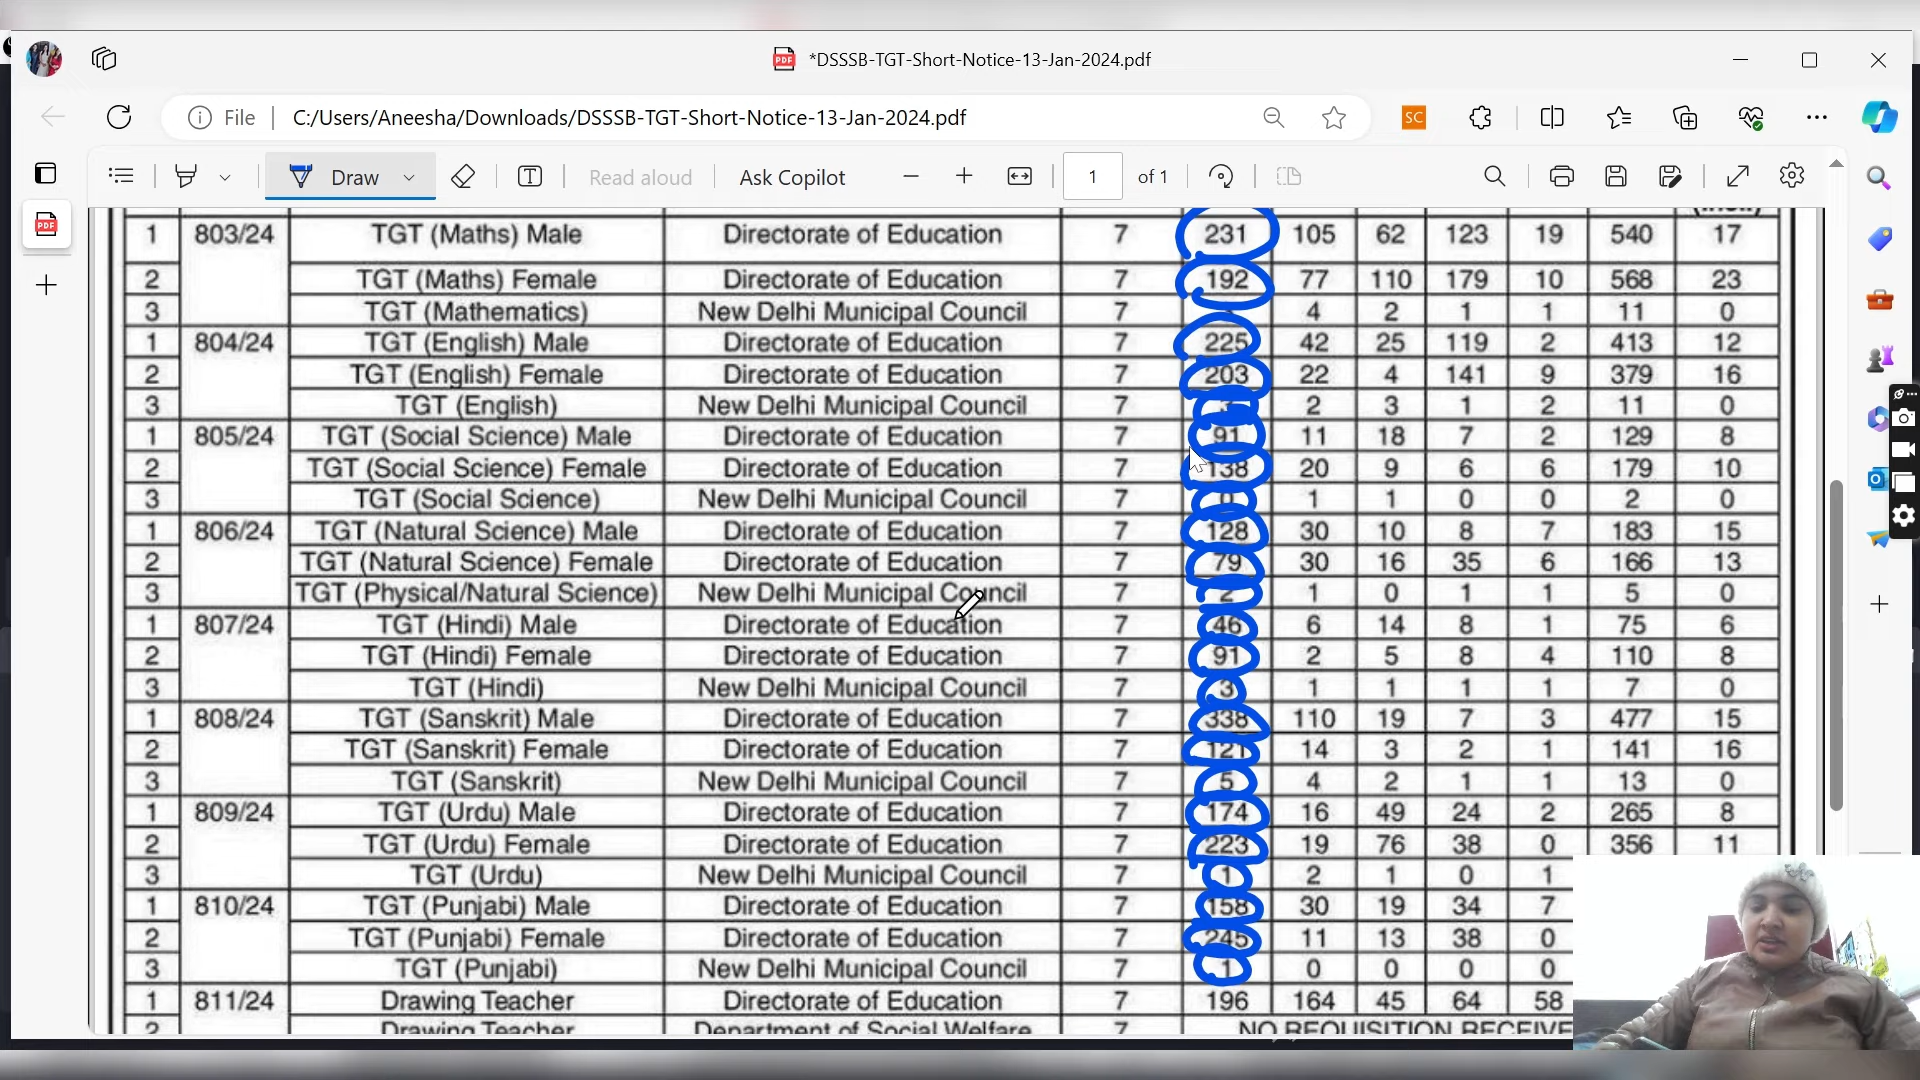 *DSSSB-TGT-Short-Notice-13-Jan-2024.pdf
File C:/Users/Aneesha/Downloads/DSSSB-TGT-Short-Notice-13-Jan-2024.pdf SC
Draw Read aloud Ask Copilot 1 of 1
1 803/24 TGT (Maths) Male Directorate of Education 7 231 105 62 123 19 540 17
2 TGT (Maths) Female Directorate of Education 7 192 77 110 179 10 568 23
3 TGT (Mathematics) New Delhi Municipal Council 7 4 2 1 1 11 0
1 804/24 TGT (English) Male Directorate of Education 7 225 42 25 119 2 413 12
2 TGT (English) Female Directorate of Education 7 203 22 4 141 9 379 16
3 TGT (English) New Delhi Municipal Council 7 2 3 1 2 11 0
1 805/24 TGT (Social Science) Male Directorate of Education 7 91 11 18 7 2 129 8
2 TGT (Social Science) Female Directorate of Education 7 138 20 9 6 6 179 10
3 TGT (Social Science) New Delhi Municipal Council 7 0 1 1 0 0 2 0
1 806/24 TGT (Natural Science) Male Directorate of Education 7 128 30 10 8 7 183 15
2 TGT (Natural Science) Female Directorate of Education 7 79 30 16 35 6 166 13
3 TGT (Physical/Natural Science) New Delhi Municipal Council 7 2 1 0 1 1 5 0
1 807/24 TGT (Hindi) Male Directorate of Education 7 46 6 14 8 1 75 6
2 TGT (Hindi) Female Directorate of Education 7 91 2 5 8 4 110 8
3 TGT (Hindi) New Delhi Municipal Council 7 3 1 1 1 1 7 0
1 808/24 TGT (Sanskrit) Male Directorate of Education 7 338 110 19 7 3 477 15
2 TGT (Sanskrit) Female Directorate of Education 7 121 14 3 2 1 141 16
3 TGT (Sanskrit) New Delhi Municipal Council 7 5 4 2 1 1 13 0
1 809/24 TGT (Urdu) Male Directorate of Education 7 174 16 49 24 2 265 8
2 TGT (Urdu) Female Directorate of Education 7 223 19 76 38 0 356 11
3 TGT (Urdu) New Delhi Municipal Council 7 1 2 1 0 1
1 810/24 TGT (Punjabi) Male Directorate of Education 7 158 30 19 34 7
2 TGT (Punjabi) Female Directorate of Education 7 245 11 13 38 0
3 TGT (Punjabi) New Delhi Municipal Council 7 1 0 0 0 0
1 811/24 Drawing Teacher Directorate of Education 7 196 164 45 64 58
2 Drawing Teacher Department of Social Welfare 7 NO REQUISITION RECEIVE